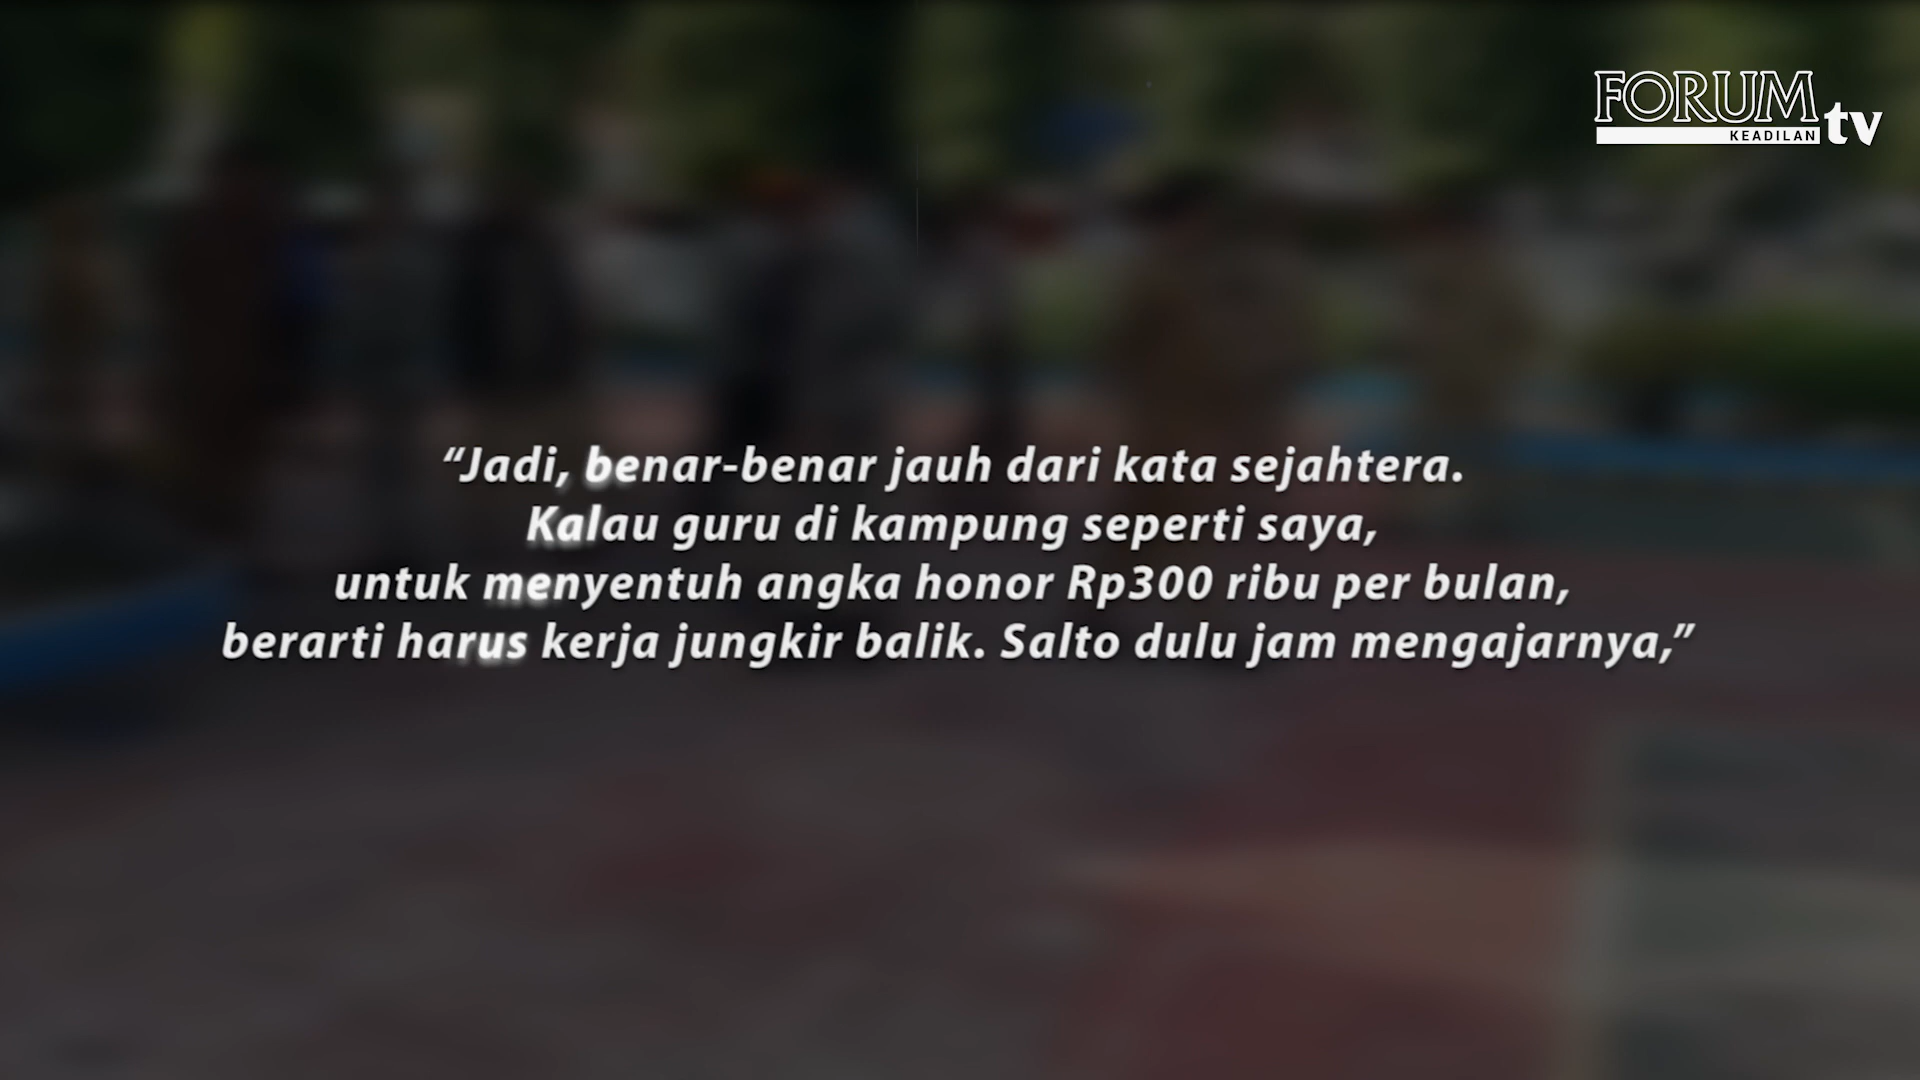 FORUM
KEADILAN
tv
“Jadi, benar-benar jauh dari kata sejahtera.
Kalau guru di kampung seperti saya,
untuk menyentuh angka honor Rp300 ribu per bulan,
berarti harus kerja jungkir balik. Salto dulu jam mengajarnya,”